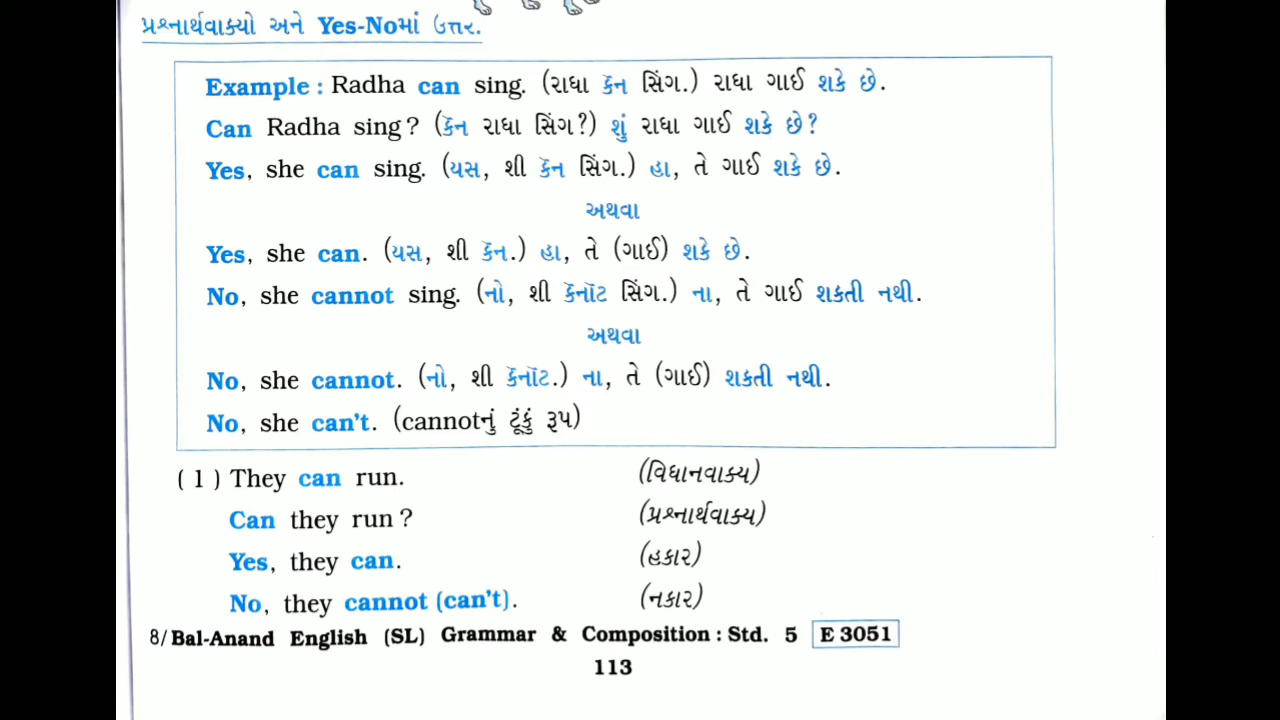 પ્રશ્નાર્થવાક્યો અને Yes-Noમાં ઉત્તર.
Example : Radha can sing. (રાધા કૅન સિંગ.) રાધા ગાઈ શકે છે.
Can Radha sing? (કૅન રાધા સિંગ?) શું રાધા ગાઈ શકે છે?
Yes, she can sing. (યસ, શી કૅન સિંગ.) હા, તે ગાઈ શકે છે.
અથવા
Yes, she can. (યસ, શી કૅન.) હા, તે (ગાઈ) શકે છે.
No, she cannot sing. (નો, શી કૅનૉટ સિંગ.) ના, તે ગાઈ શકતી નથી.
અથવા
No, she cannot. (નો, શી કૅનૉટ.) ના, તે (ગાઈ) શકતી નથી.
No, she can't. (cannotનું ટૂંકું રૂપ)
( 1 ) They can run. (વિધાનવાક્ય)
Can they run? (પ્રશ્નાર્થવાક્ય)
Yes, they can. (હકાર)
No, they cannot (can't). (નકાર)
8/Bal-Anand English (SL) Grammar & Composition : Std. 5 E 3051
113